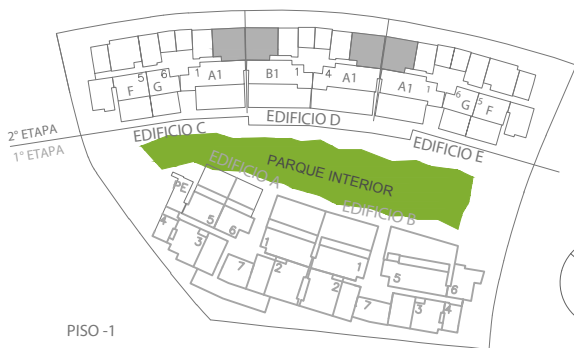 5 6 1 A1 B1 1 4 A1 A1 1
F G 6 5 G F
2° ETAPA
EDIFICIO C EDIFICIO D EDIFICIO E
1° ETAPA
PARQUE INTERIOR
EDIFICIO A
EDIFICIO B
PE
4 3 5 6 1 1 5 6
7 2 2 7 3 4
PISO -1